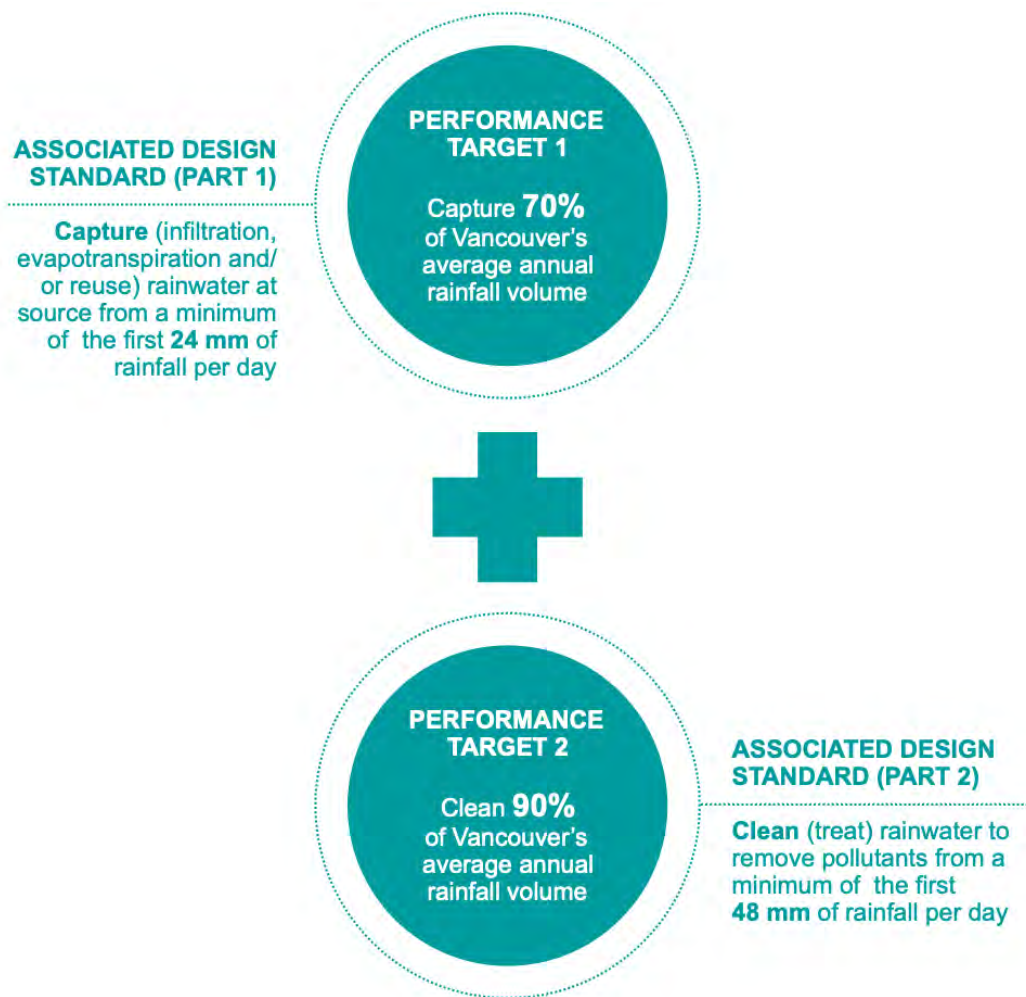 PERFORMANCE
TARGET 1
Capture 70%
of Vancouver's
average annual
rainfall volume
ASSOCIATED DESIGN
STANDARD (PART 1)
Capture (infiltration,
evapotranspiration and/
or reuse) rainwater at
source from a minimum
of the first 24 mm of
rainfall per day
PERFORMANCE
TARGET 2
Clean 90%
of Vancouver's
average annual
rainfall volume
ASSOCIATED DESIGN
STANDARD (PART 2)
Clean (treat) rainwater to
remove pollutants from a
minimum of the first
48 mm of rainfall per day